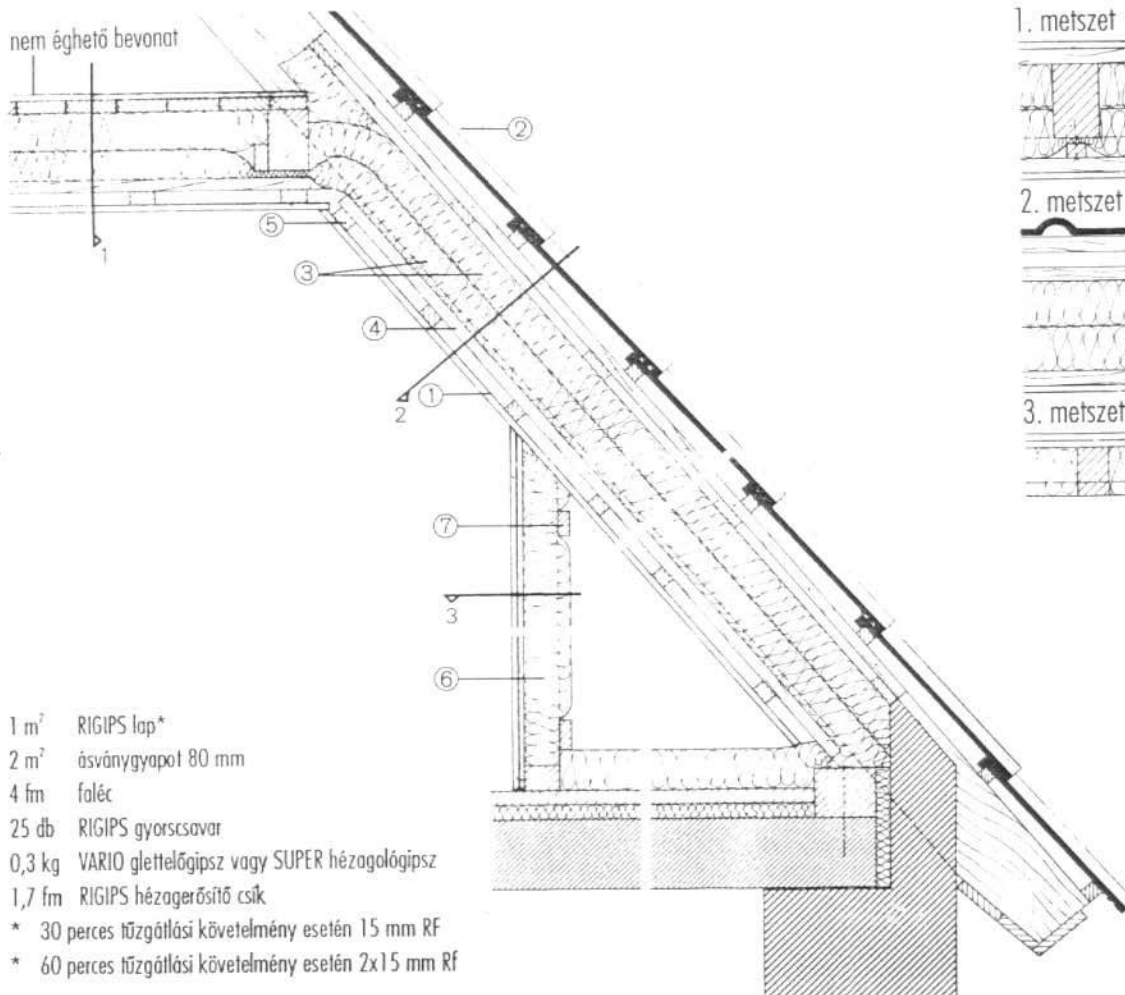 nem éghető bevonat
1
②
⑤
③
④
2
①
⑦
3
⑥
1. metszet
2. metszet
3. metszet
1 m² RIGIPS lap*
2 m² ásványgyapot 80 mm
4 fm faléc
25 db RIGIPS gyorscsavar
0,3 kg VARIO glettelőgipsz vagy SUPER hézagológipsz
1,7 fm RIGIPS hézagerősítő csík
* 30 perces tűzgátlási követelmény esetén 15 mm RF
* 60 perces tűzgátlási követelmény esetén 2x15 mm Rf